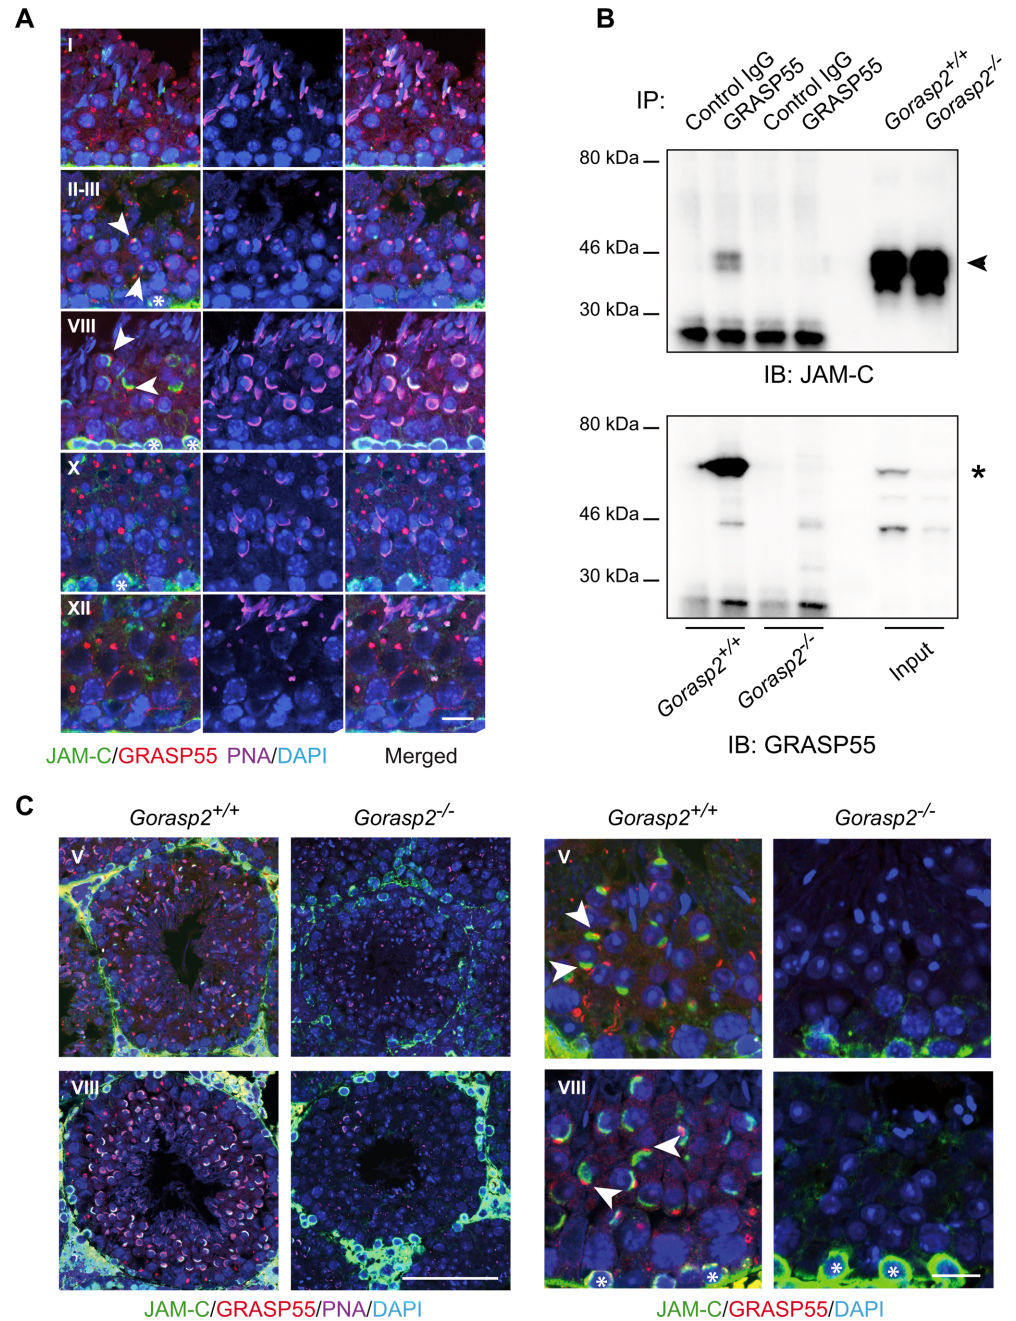 A
I
II-III
*
VIII
* *
X
*
XII
JAM-C/GRASP55 PNA/DAPI Merged
B
IP: Control IgG GRASP55 Control IgG GRASP55 Gorasp2+/+ Gorasp2-/-
80 kDa
46 kDa
30 kDa
IB: JAM-C
80 kDa
*
46 kDa
30 kDa
Gorasp2+/+ Gorasp2-/- Input
IB: GRASP55
C
Gorasp2+/+ Gorasp2-/- Gorasp2+/+ Gorasp2-/-
V V
VIII VIII
* * * *
JAM-C/GRASP55/PNA/DAPI JAM-C/GRASP55/DAPI